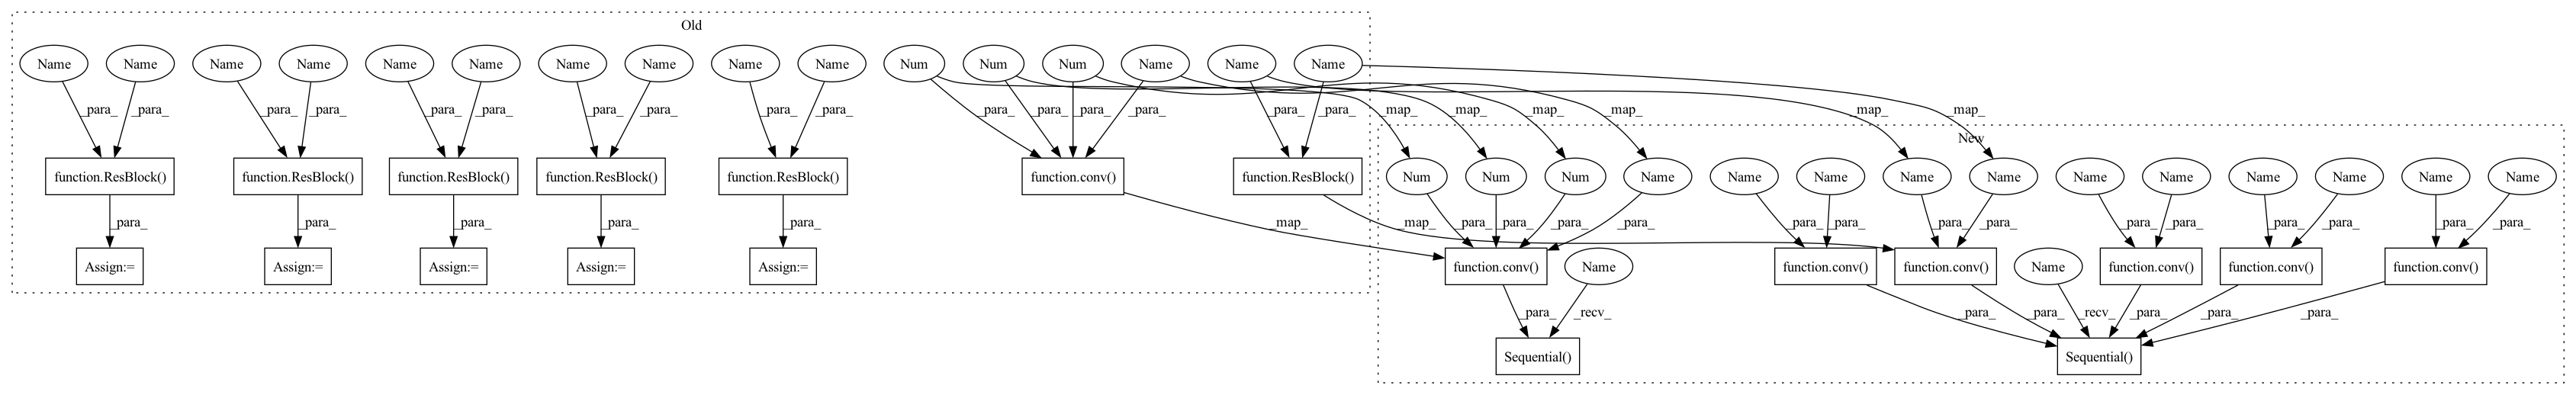 Old
Name Name Name Name Name Name Name Name Name Name Num Num Num Name Name Name
_para_ _para_ _para_ _para_ _para_ _para_ _para_ _para_ _para_ _para_ _para_ _para_ _para_ _para_ _para_ _para_ _map_ _map_ _map_ _map_ _map_ _map_
New
function.ResBlock() function.ResBlock() function.ResBlock() function.ResBlock() function.ResBlock() function.conv() function.ResBlock() Num Num Num Name Name Name Name Name Name Name Name Name Name Name
_para_ _para_ _para_ _para_ _para_ _map_ _map_ _para_ _para_ _para_ _para_ _para_ _para_ _para_ _para_ _para_ _para_ _para_ _para_ _para_ _para_
Assign:= Assign:= Assign:= Assign:= Assign:= function.conv() Name function.conv() function.conv() Name function.conv() function.conv() function.conv()
_para_ _recv_ _para_ _para_ _recv_ _para_ _para_ _para_
Sequential() Sequential()